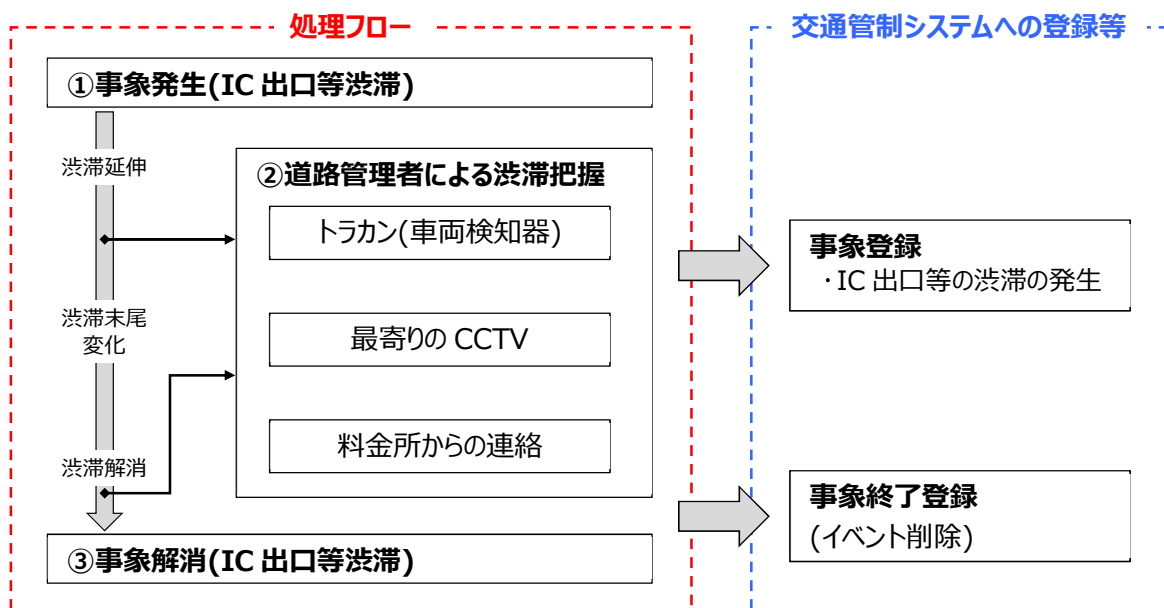 処理フロー
交通管制システムへの登録等
①事象発生(IC 出口等渋滞)
渋滞延伸
②道路管理者による渋滞把握
トラカン(車両検知器)
事象登録
・IC 出口等の渋滞の発生
渋滞末尾
変化
最寄りの CCTV
料金所からの連絡
渋滞解消
事象終了登録
(イベント削除)
③事象解消(IC 出口等渋滞)